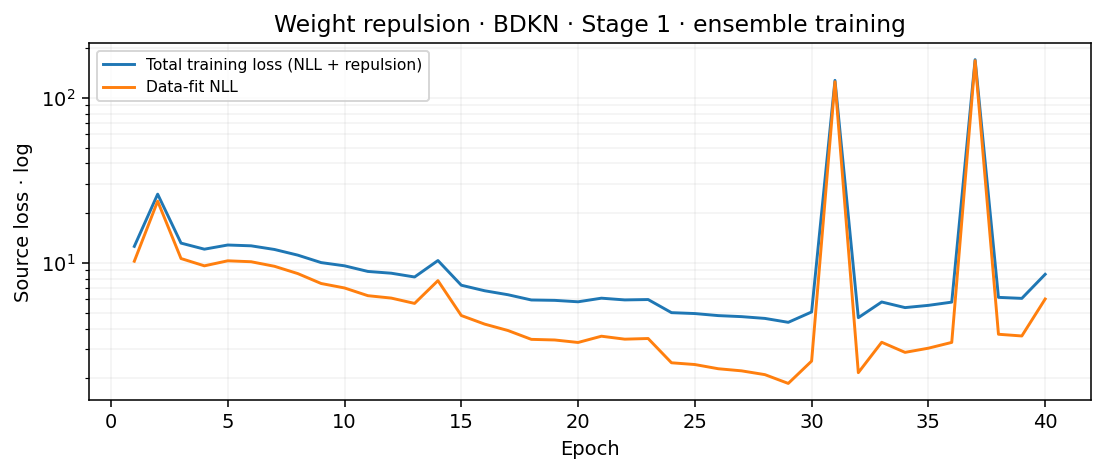 Weight repulsion · BDKN · Stage 1 · ensemble training
Total training loss (NLL + repulsion)
Data-fit NLL
Source loss · log
10²
10¹
0 5 10 15 20 25 30 35 40
Epoch